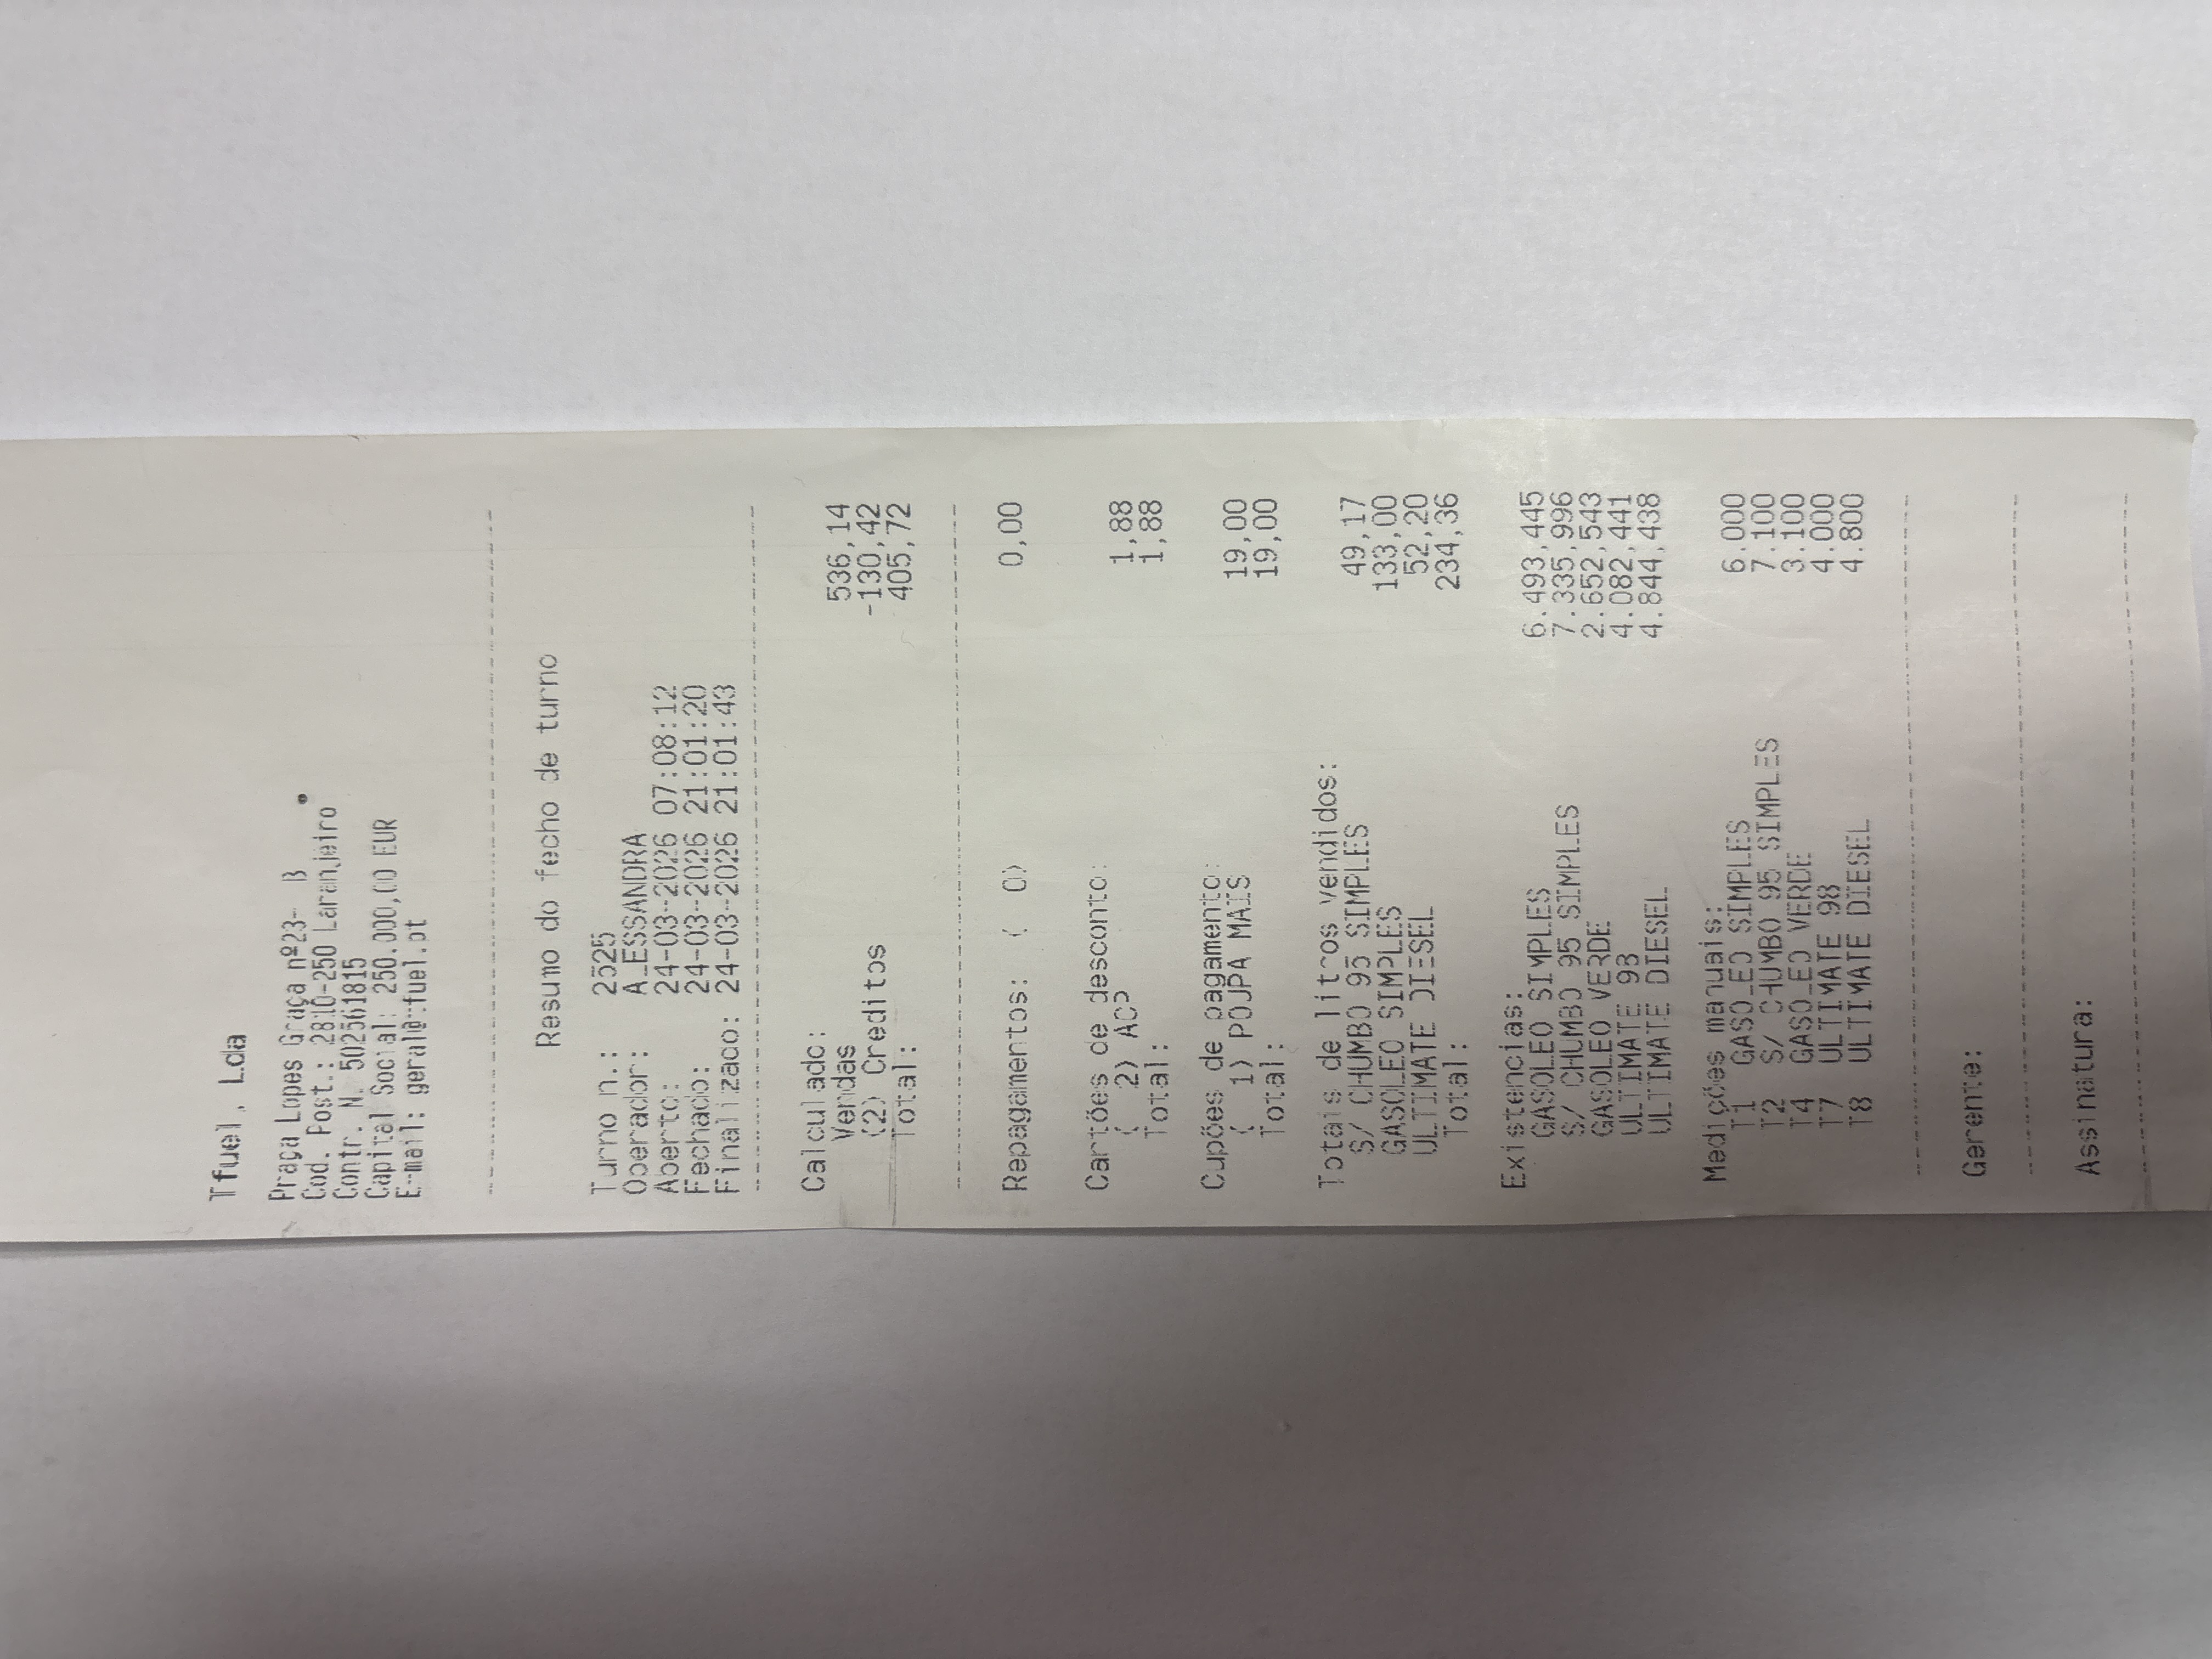 Tfuel, Lda
Praça Lopes Graça nº23- B
Cod. Post.: 2810-250 Laranjeiro
Contr. N. 502561815
Capital Social: 250.000,00 EUR
E-mail: geral@tfuel.pt
Resumo do fecho de turno
Turno n.: 2525
Operador: ALESSANDRA
Aberto: 24-03-2026 07:08:12
Fechado: 24-03-2026 21:01:20
Finalizado: 24-03-2026 21:01:43
Calculado:
Vendas 536,14
(2) Creditos -130,42
Total: 405,72
Repagamentos: ( 0) 0,00
Cartões de desconto:
( 2) ACP 1,88
Total: 1,88
Cupões de pagamento:
( 1) POUPA MAIS 19,00
Total: 19,00
Totais de litros vendidos:
S/ CHUMBO 95 SIMPLES 49,17
GASOLEO SIMPLES 133,00
ULTIMATE DIESEL 52,20
Total: 234,36
Existencias:
GASOLEO SIMPLES 6.493,445
S/ CHUMBO 95 SIMPLES 7.335,996
GASOLEO VERDE 2.652,543
ULTIMATE 98 4.082,441
ULTIMATE DIESEL 4.844,438
Medições manuais:
T1 GASOLEO SIMPLES 6.000
T2 S/ CHUMBO 95 SIMPLES 7.100
T4 GASOLEO VERDE 3.100
T7 ULTIMATE 98 4.000
T8 ULTIMATE DIESEL 4.800
Gerente:
Assinatura: